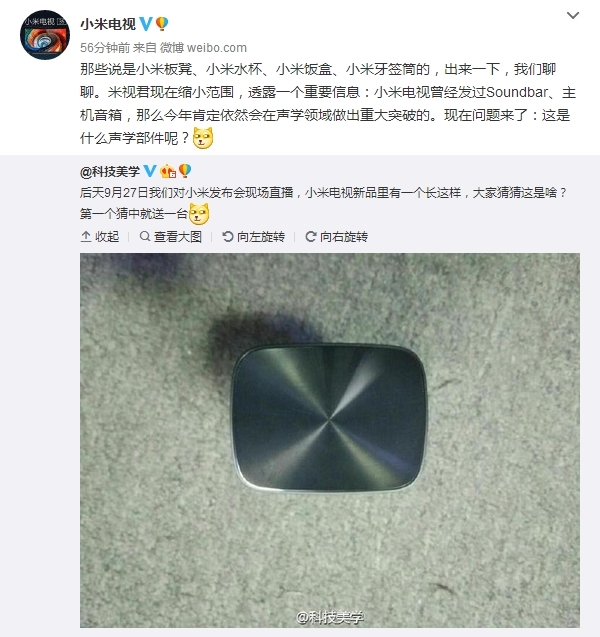 小米电视
小米电视
56分钟前 来自 微博 weibo.com
那些说是小米板凳、小米水杯、小米饭盒、小米牙签筒的，出来一下，我们聊
聊。米视君现在缩小范围，透露一个重要信息：小米电视曾经发过Soundbar、主
机音箱，那么今年肯定依然会在声学领域做出重大突破的。现在问题来了：这是
什么声学部件呢？
@科技美学
后天9月27日我们对小米发布会现场直播，小米电视新品里有一个长这样，大家猜猜这是啥？
第一个猜中就送一台
收起 查看大图 向左旋转 向右旋转
@科技美学